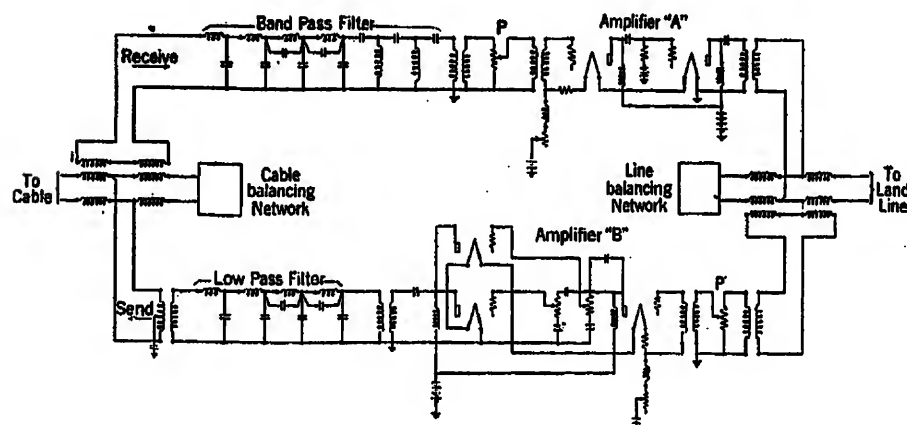 Band Pass Filter
P
Amplifier "A"
Receive
To
Cable
Cable
balancing
Network
Line
balancing
Network
To
Land
Line
Amplifier "B"
Low Pass Filter
Send
P'